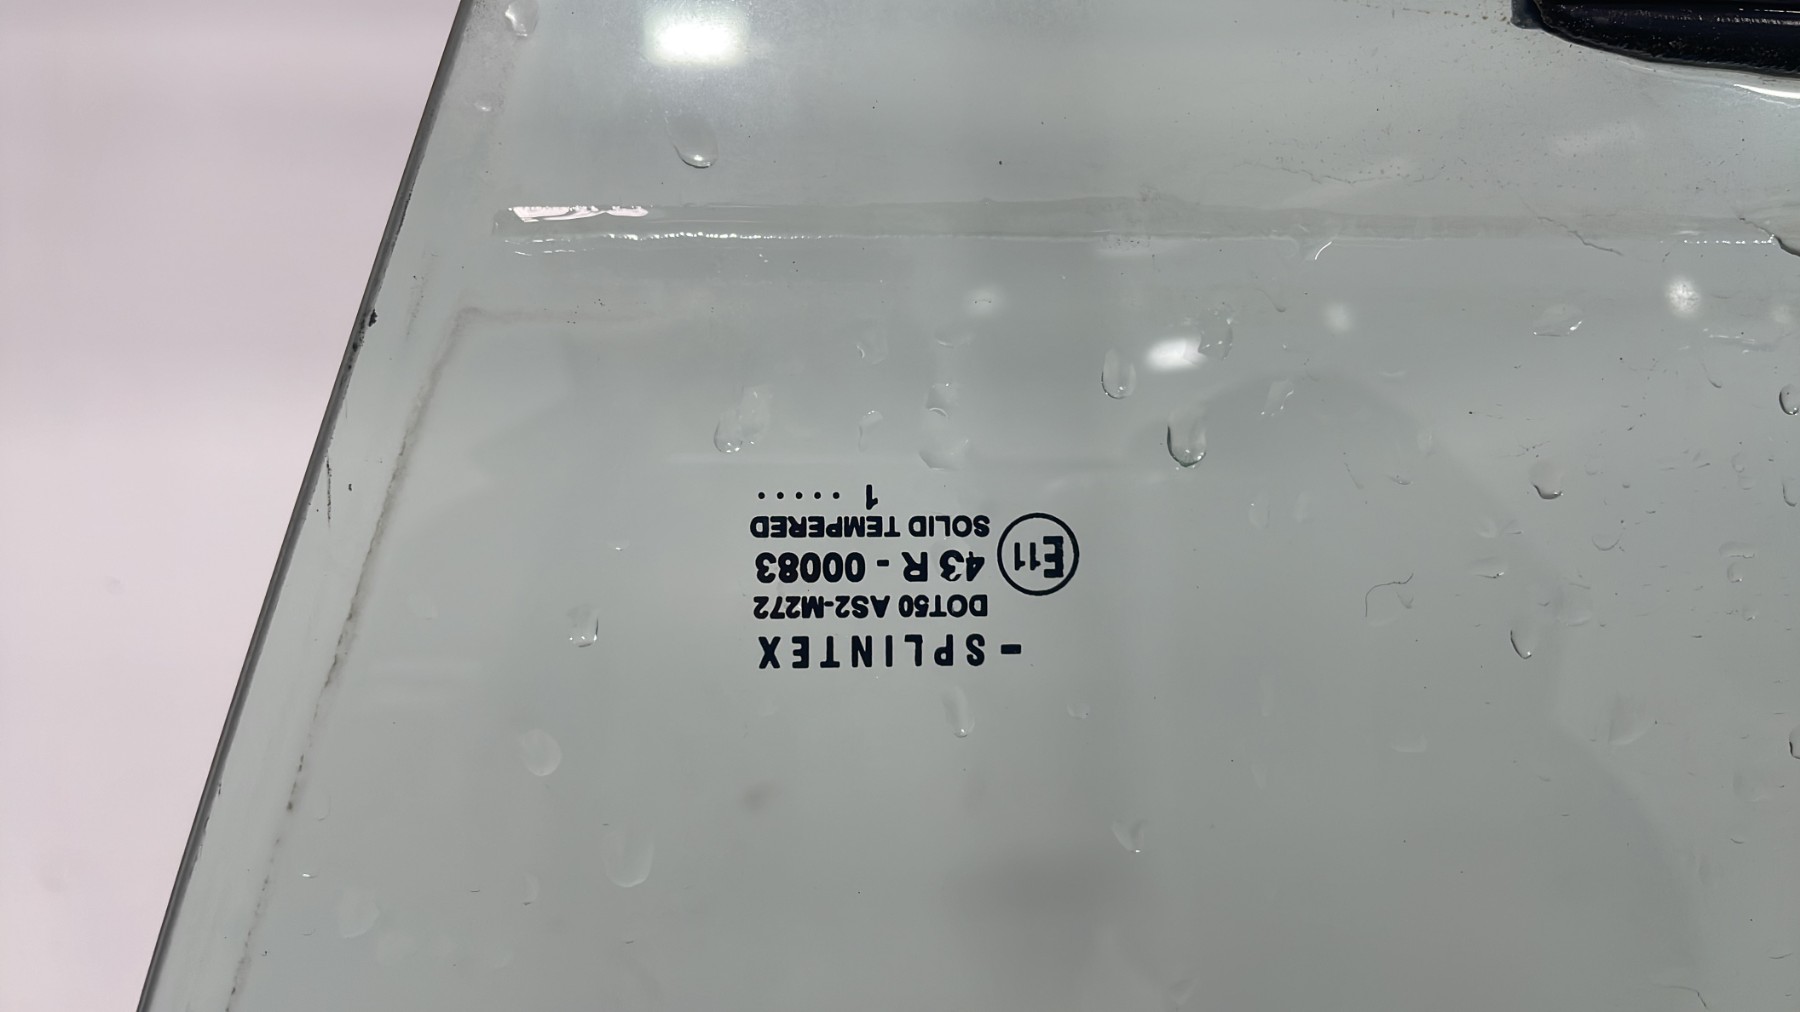 - SPLINTEX
DOT50 AS2-M272
E11 43 R - 00083
SOLID TEMPERED
1 . . . . .